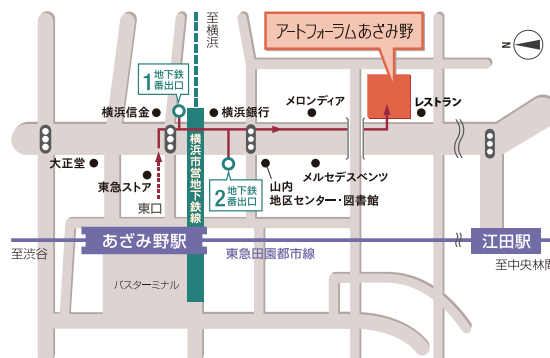 至横浜
アートフォーラムあざみ野
N
1 地下鉄
番出口
横浜信金
横浜銀行
メロンディア
レストラン
大正堂
東急ストア
横浜市営地下鉄線
2 地下鉄
番出口
山内
地区センター・図書館
メルセデスベンツ
東口
あざみ野駅
東急田園都市線
江田駅
至渋谷
至中央林間
バスターミナル